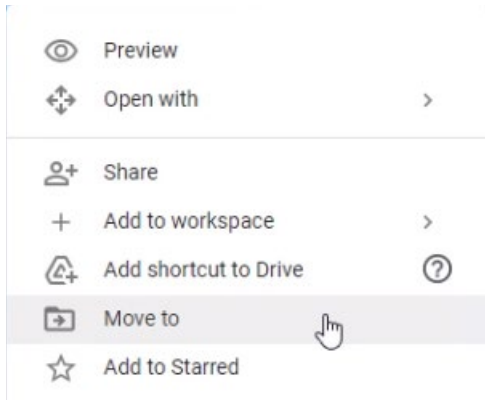 Preview
Open with
Share
Add to workspace
Add shortcut to Drive
Move to
Add to Starred